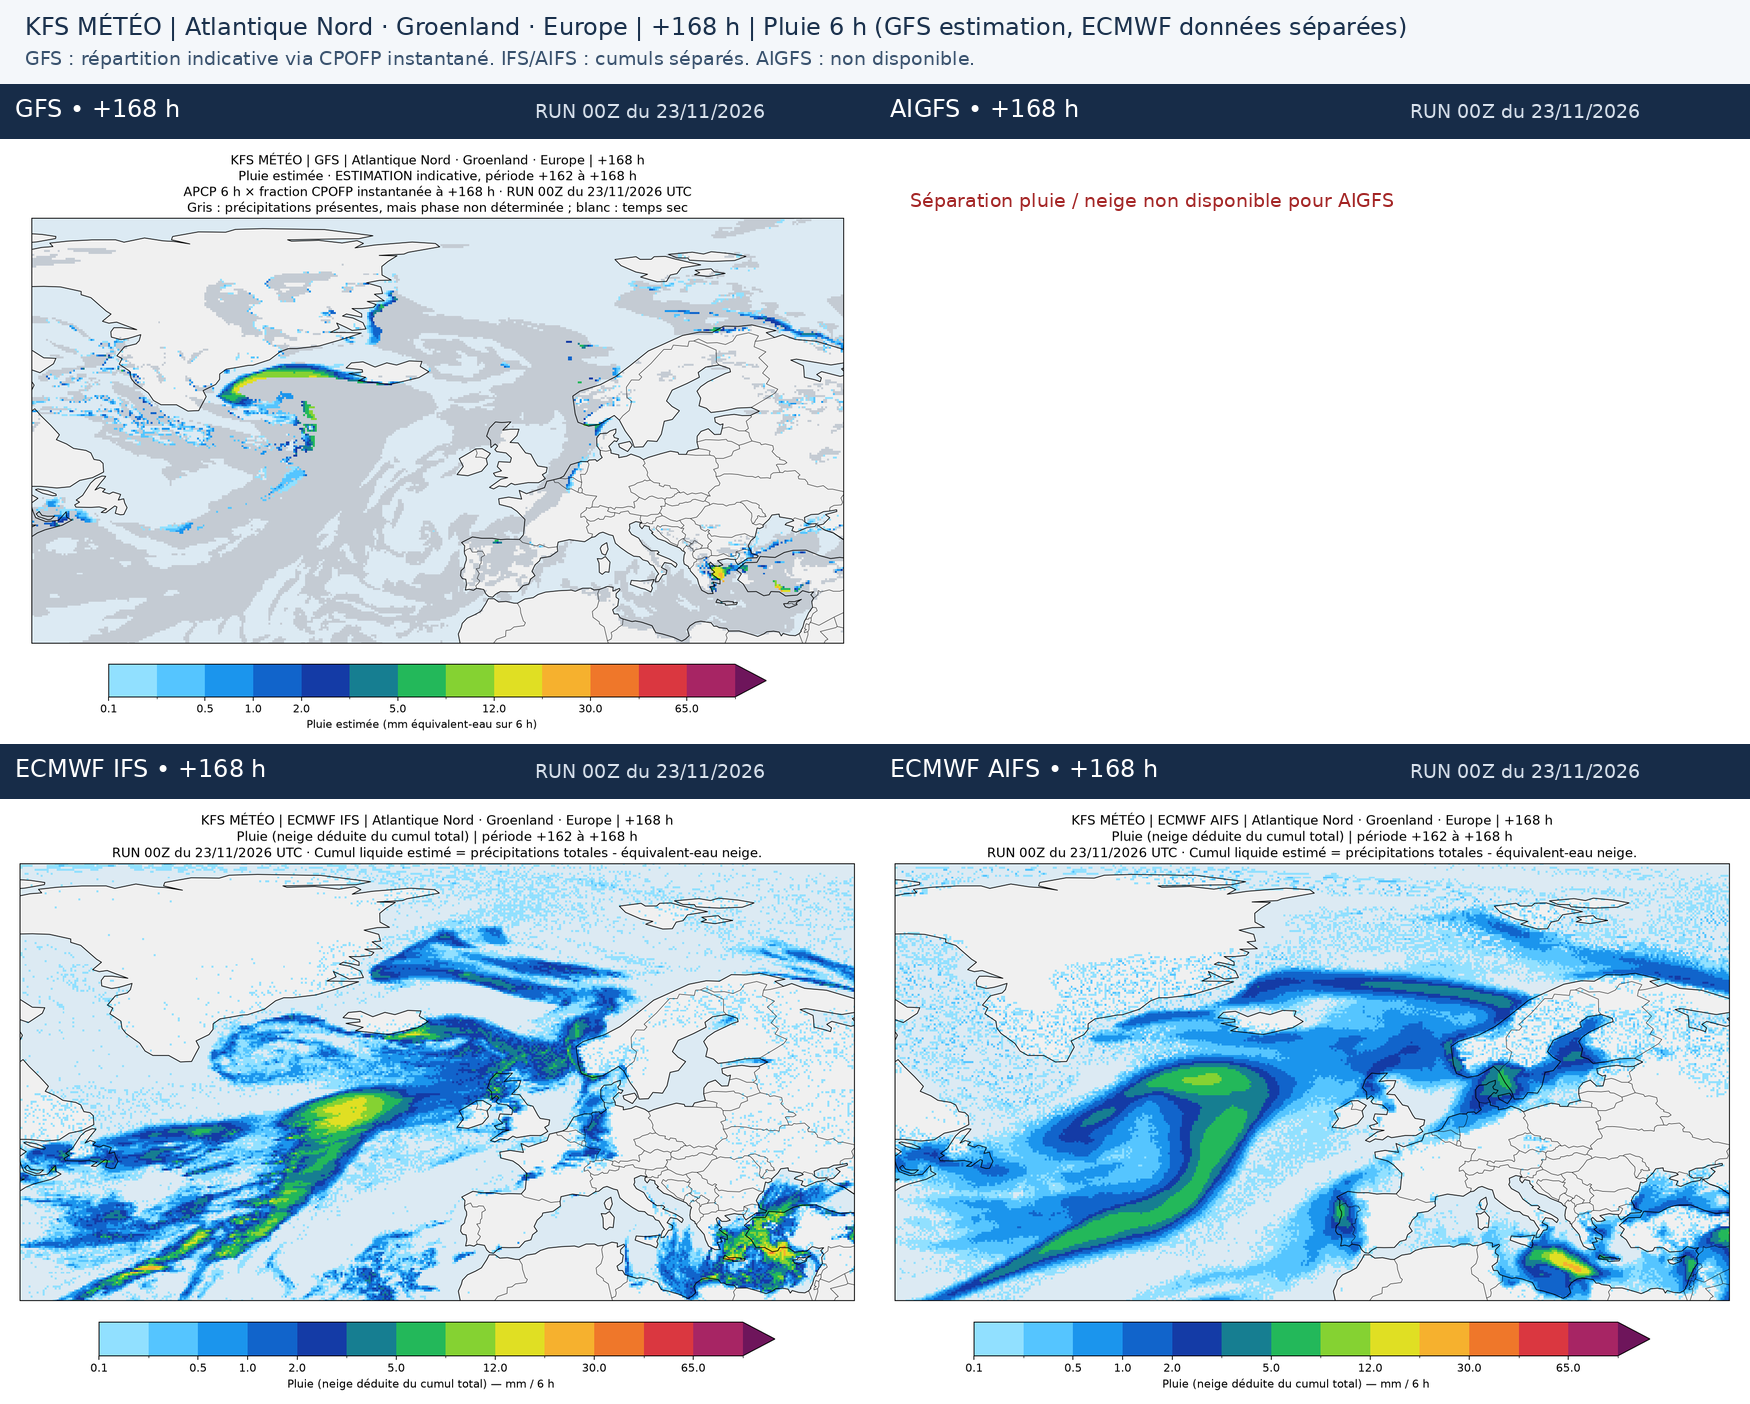 KFS MÉTÉO | Atlantique Nord · Groenland · Europe | +168 h | Pluie 6 h (GFS estimation, ECMWF données séparées)
GFS : répartition indicative via CPOFP instantané. IFS/AIFS : cumuls séparés. AIGFS : non disponible.
GFS • +168 h
RUN 00Z du 23/11/2026
AIGFS • +168 h
RUN 00Z du 23/11/2026
KFS MÉTÉO | GFS | Atlantique Nord · Groenland · Europe | +168 h
Pluie estimée · ESTIMATION indicative, période +162 à +168 h
APCP 6 h × fraction CPOFP instantanée à +168 h · RUN 00Z du 23/11/2026 UTC
Gris : précipitations présentes, mais phase non déterminée ; blanc : temps sec
Séparation pluie / neige non disponible pour AIGFS
0.1 0.5 1.0 2.0 5.0 12.0 30.0 65.0
Pluie estimée (mm équivalent-eau sur 6 h)
ECMWF IFS • +168 h
RUN 00Z du 23/11/2026
ECMWF AIFS • +168 h
RUN 00Z du 23/11/2026
KFS MÉTÉO | ECMWF IFS | Atlantique Nord · Groenland · Europe | +168 h
Pluie (neige déduite du cumul total) | période +162 à +168 h
RUN 00Z du 23/11/2026 UTC · Cumul liquide estimé = précipitations totales - équivalent-eau neige.
0.1 0.5 1.0 2.0 5.0 12.0 30.0 65.0
Pluie (neige déduite du cumul total) — mm / 6 h
KFS MÉTÉO | ECMWF AIFS | Atlantique Nord · Groenland · Europe | +168 h
Pluie (neige déduite du cumul total) | période +162 à +168 h
RUN 00Z du 23/11/2026 UTC · Cumul liquide estimé = précipitations totales - équivalent-eau neige.
0.1 0.5 1.0 2.0 5.0 12.0 30.0 65.0
Pluie (neige déduite du cumul total) — mm / 6 h